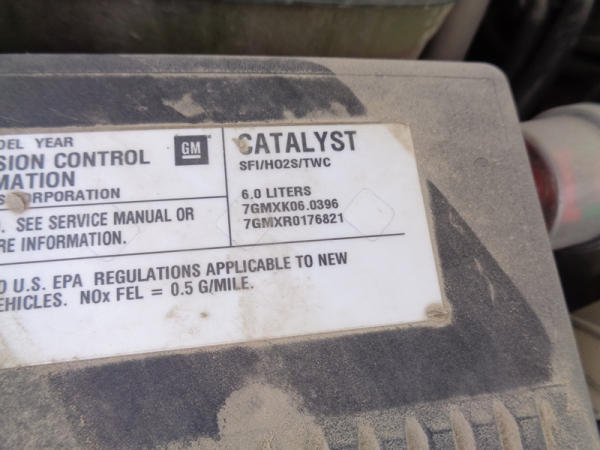 DEL YEAR
SION CONTROL
MATION
S CORPORATION
. SEE SERVICE MANUAL OR
RE INFORMATION.
GM
CATALYST
SFI/HO2S/TWC
6.0 LITERS
7GMXK06.0396
7GMXR0176821
O U.S. EPA REGULATIONS APPLICABLE TO NEW
EHICLES. NOx FEL = 0.5 G/MILE.